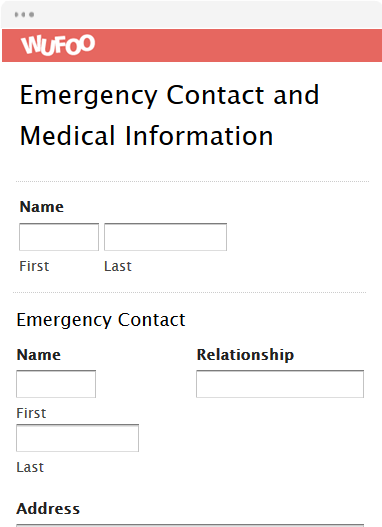 WUFOO
Emergency Contact and
Medical Information
Name
First Last
Emergency Contact
Name Relationship
First
Last
Address